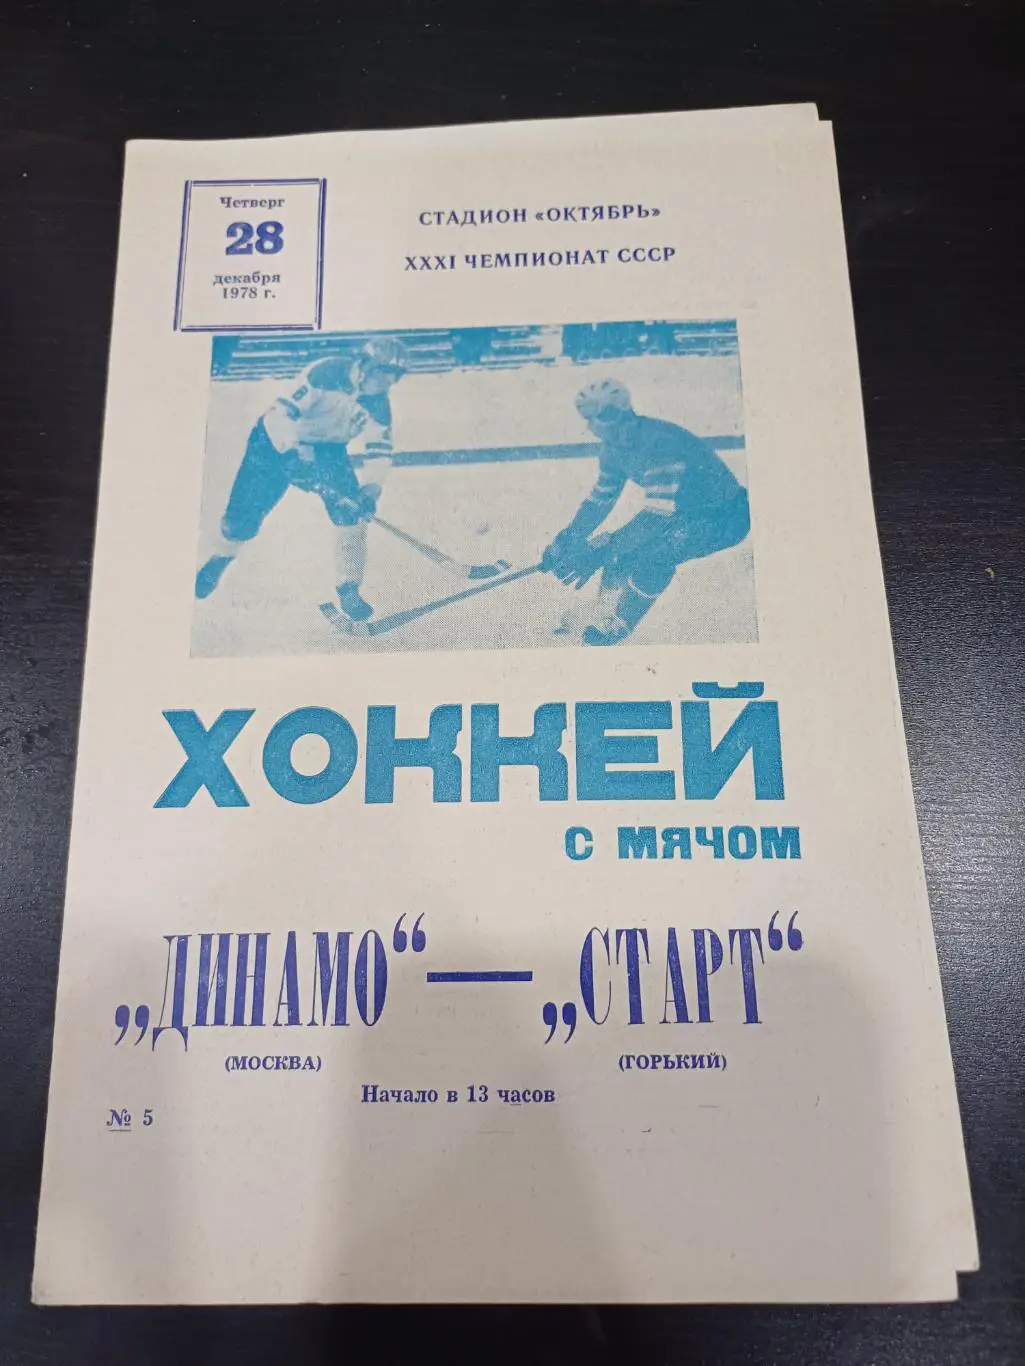 Четверг
28
декабря
1978 г.
СТАДИОН «ОКТЯБРЬ»
XXXI ЧЕМПИОНАТ СССР
ХОККЕЙ
С МЯЧОМ
„ДИНАМО“ — „СТАРТ“
(МОСКВА) (ГОРЬКИЙ)
Начало в 13 часов
№ 5